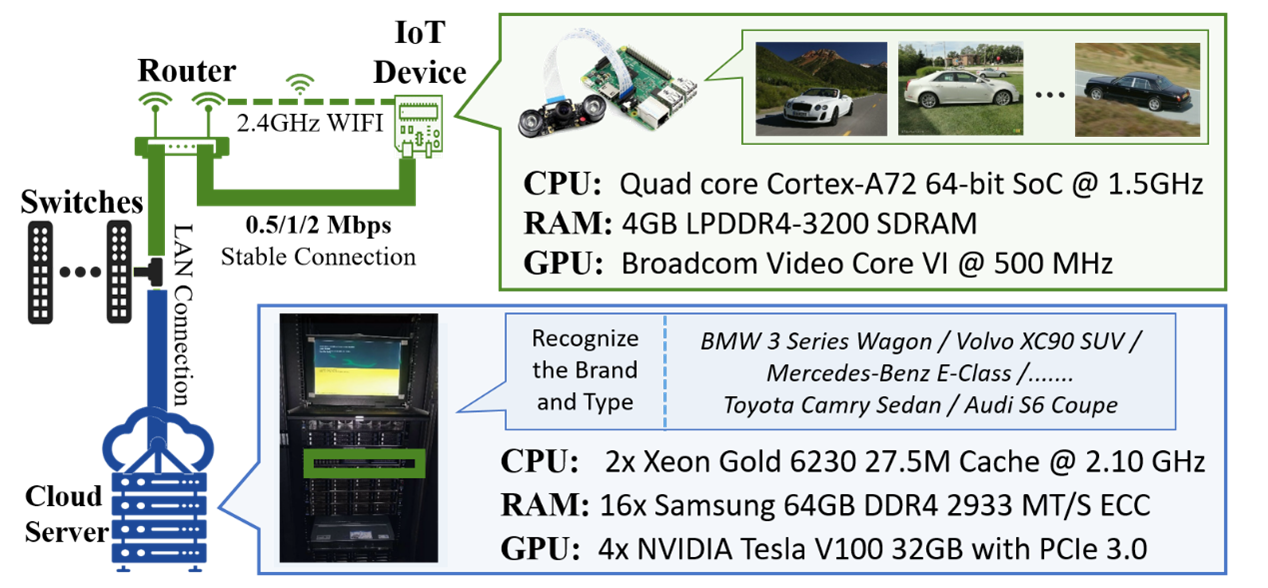 IoT
Device
Router
2.4GHz WIFI
0.5/1/2 Mbps
Stable Connection
Switches
LAN Connection
Cloud
Server
CPU: Quad core Cortex-A72 64-bit SoC @ 1.5GHz
RAM: 4GB LPDDR4-3200 SDRAM
GPU: Broadcom Video Core VI @ 500 MHz
Recognize
the Brand
and Type
BMW 3 Series Wagon / Volvo XC90 SUV /
Mercedes-Benz E-Class /.......
Toyota Camry Sedan / Audi S6 Coupe
CPU: 2x Xeon Gold 6230 27.5M Cache @ 2.10 GHz
RAM: 16x Samsung 64GB DDR4 2933 MT/S ECC
GPU: 4x NVIDIA Tesla V100 32GB with PCIe 3.0